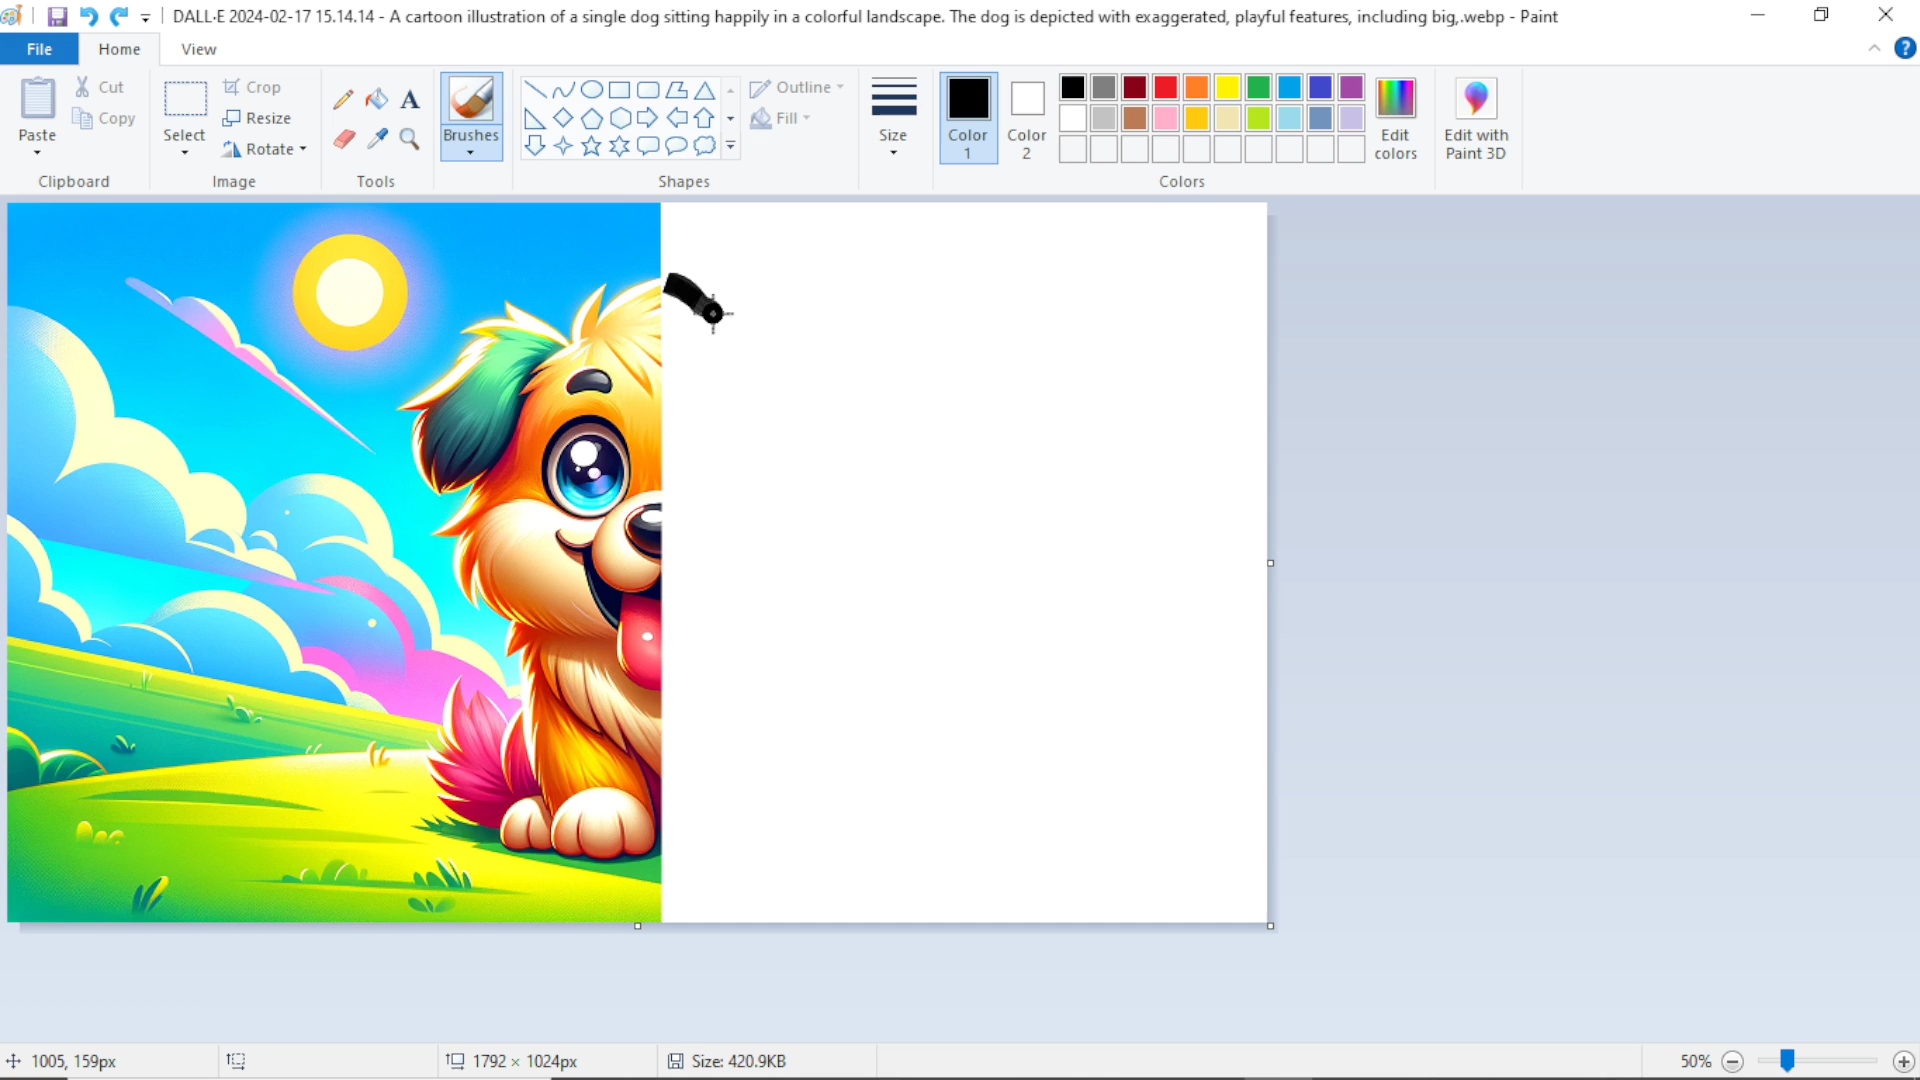 DALL·E 2024-02-17 15.14.14 - A cartoon illustration of a single dog sitting happily in a colorful landscape. The dog is depicted with exaggerated, playful features, including big,.webp - Paint
File Home View
Paste Cut Copy
Clipboard
Select Crop Resize Rotate
Image
A
Tools
Brushes
Shapes
Outline Fill
Size
Color 1
Color 2
Edit colors
Colors
Edit with Paint 3D
?
1005, 159px
1792 × 1024px
Size: 420.9KB
50%